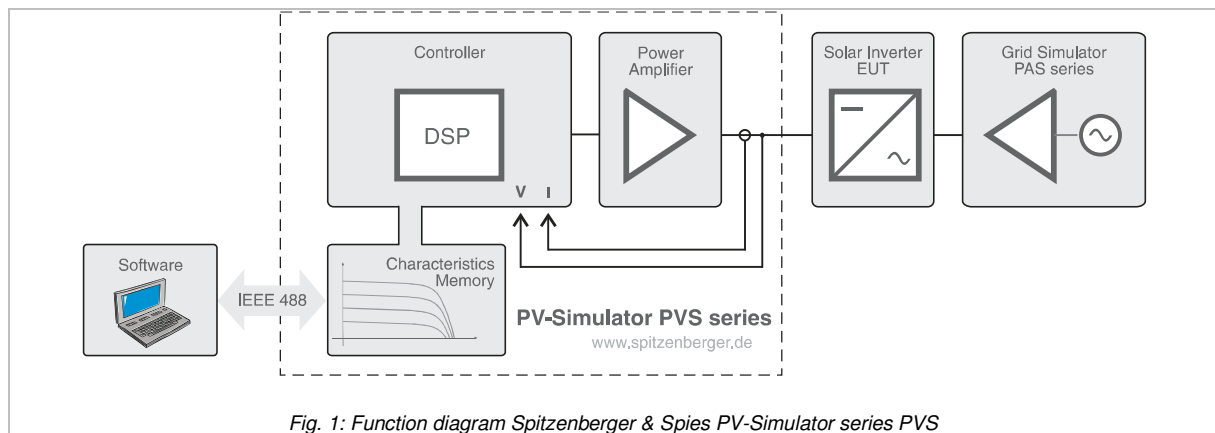 Controller
DSP
V I
Power
Amplifier
Solar Inverter
EUT
Grid Simulator
PAS series
Software
IEEE 488
Characteristics
Memory
PV-Simulator PVS series
www.spitzenberger.de
Fig. 1: Function diagram Spitzenberger & Spies PV-Simulator series PVS